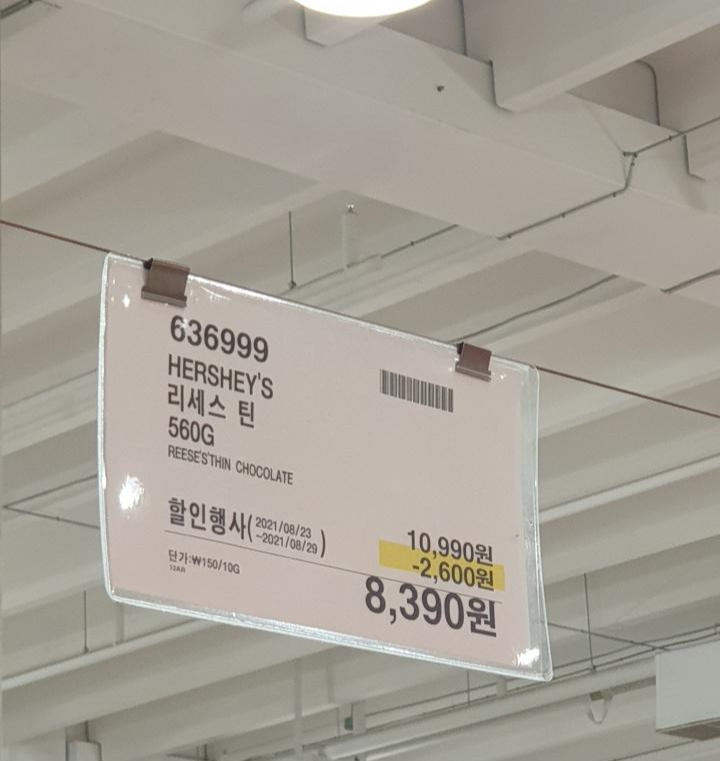 636999
HERSHEY'S
리세스 틴
560G
REESE'S'THIN CHOCOLATE
할인행사( 2021/08/23
~2021/08/29 )
10,990원
-2,600원
단가:₩150/10G
8,390원